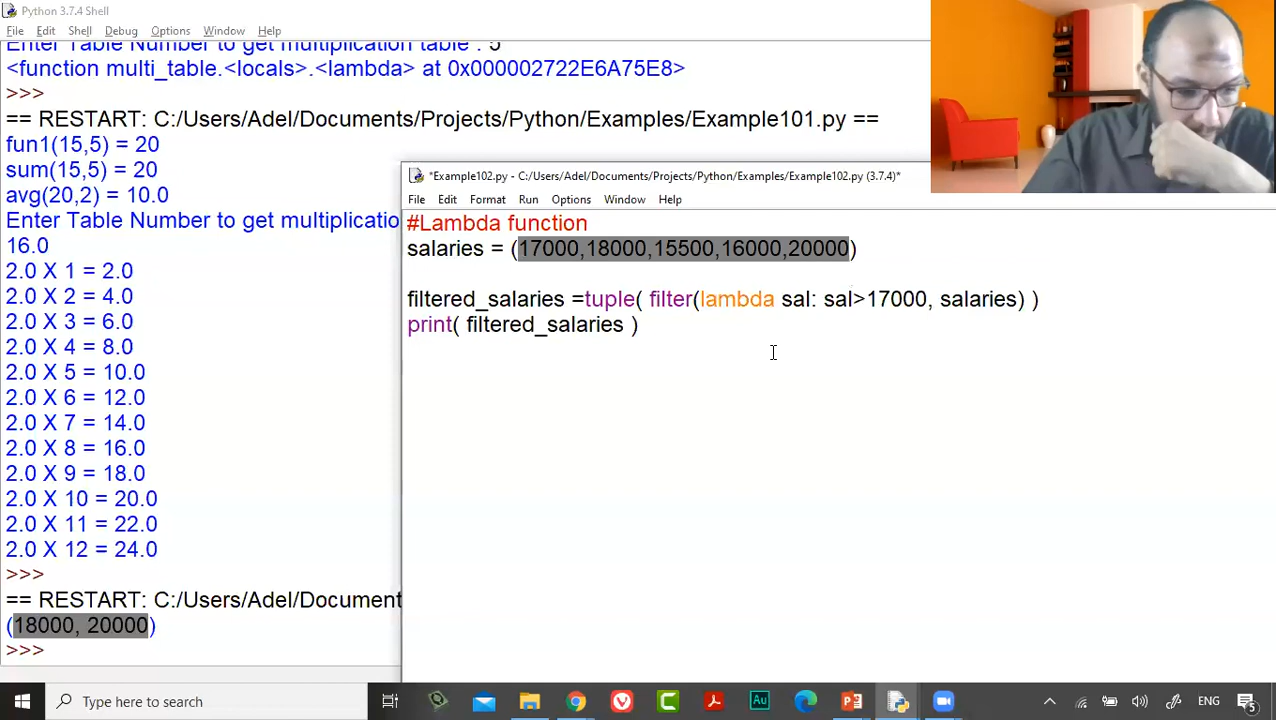 Python 3.7.4 Shell
File Edit Shell Debug Options Window Help
Enter Table Number to get multiplication table : 5
<function multi_table.<locals>.<lambda> at 0x000002722E6A75E8>
>>>
== RESTART: C:/Users/Adel/Documents/Projects/Python/Examples/Example101.py ==
fun1(15,5) = 20
sum(15,5) = 20
avg(20,2) = 10.0
Enter Table Number to get multiplicatio
16.0
2.0 X 1 = 2.0
2.0 X 2 = 4.0
2.0 X 3 = 6.0
2.0 X 4 = 8.0
2.0 X 5 = 10.0
2.0 X 6 = 12.0
2.0 X 7 = 14.0
2.0 X 8 = 16.0
2.0 X 9 = 18.0
2.0 X 10 = 20.0
2.0 X 11 = 22.0
2.0 X 12 = 24.0
>>>
== RESTART: C:/Users/Adel/Document
(18000, 20000)
>>>
*Example102.py - C:/Users/Adel/Documents/Projects/Python/Examples/Example102.py (3.7.4)*
File Edit Format Run Options Window Help
#Lambda function
salaries = (17000,18000,15500,16000,20000)
filtered_salaries =tuple( filter(lambda sal: sal>17000, salaries) )
print( filtered_salaries )
Type here to search
Au
ENG
5